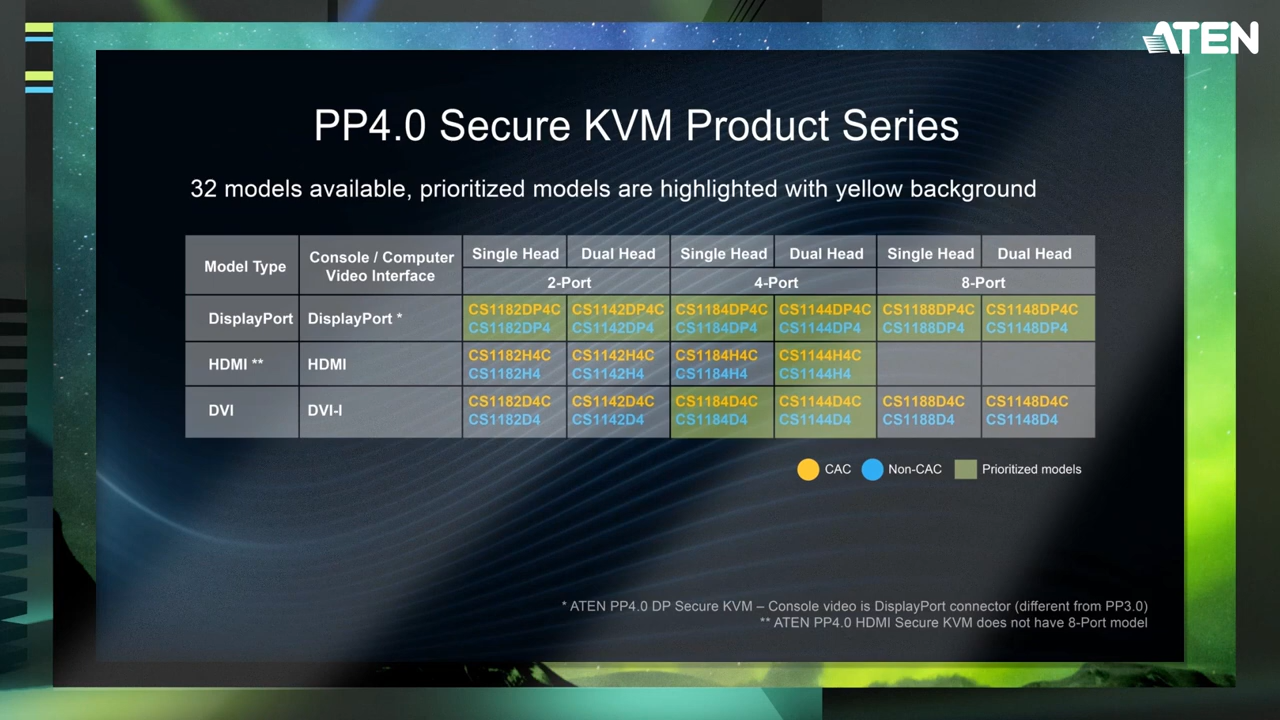 ATEN
PP4.0 Secure KVM Product Series
32 models available, prioritized models are highlighted with yellow background
Model Type
Console / Computer
Video Interface
Single Head Dual Head Single Head Dual Head Single Head Dual Head
2-Port 4-Port 8-Port
DisplayPort DisplayPort *
CS1182DP4C CS1142DP4C CS1184DP4C CS1144DP4C CS1188DP4C CS1148DP4C
CS1182DP4 CS1142DP4 CS1184DP4 CS1144DP4 CS1188DP4 CS1148DP4
HDMI ** HDMI
CS1182H4C CS1142H4C CS1184H4C CS1144H4C
CS1182H4 CS1142H4 CS1184H4 CS1144H4
DVI DVI-I
CS1182D4C CS1142D4C CS1184D4C CS1144D4C CS1188D4C CS1148D4C
CS1182D4 CS1142D4 CS1184D4 CS1144D4 CS1188D4 CS1148D4
CAC Non-CAC Prioritized models
* ATEN PP4.0 DP Secure KVM – Console video is DisplayPort connector (different from PP3.0)
** ATEN PP4.0 HDMI Secure KVM does not have 8-Port model